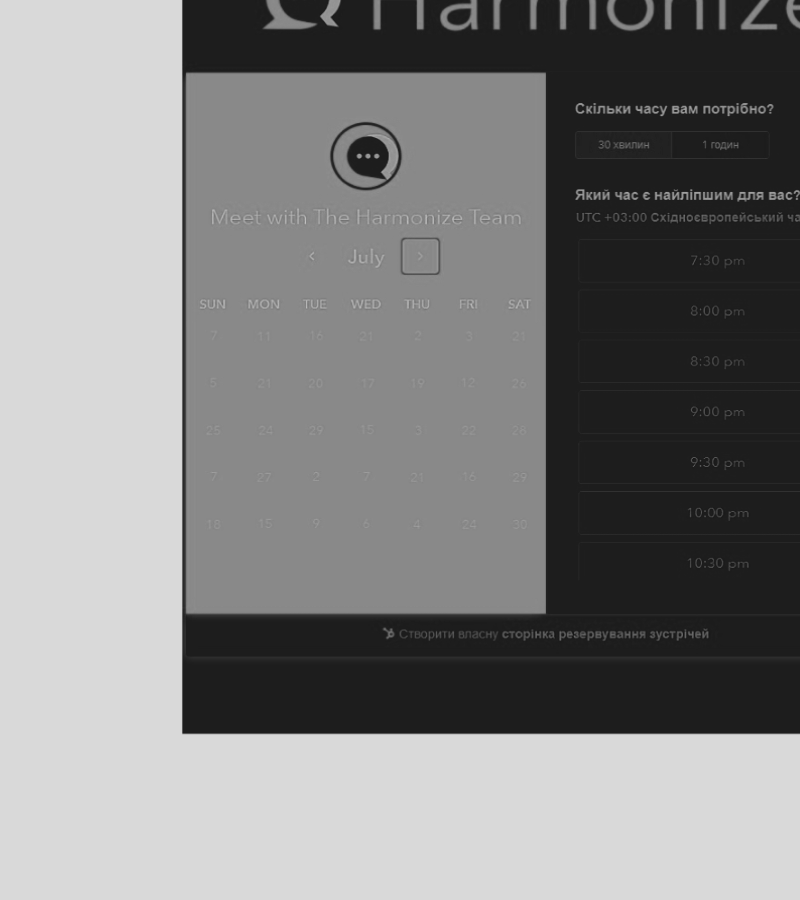 Harmonize
Meet with The Harmonize Team
July
SUN MON TUE WED THU FRI SAT
7 11 16 21 2 3 21
5 21 20 17 19 12 26
25 24 29 15 3 22 28
7 27 2 7 21 16 29
18 15 9 6 4 24 30
Скільки часу вам потрібно?
30 хвилин 1 годин
Який час є найліпшим для вас?
UTC +03:00 Східноєвропейський ча
7:30 pm
8:00 pm
8:30 pm
9:00 pm
9:30 pm
10:00 pm
10:30 pm
Створити власну сторінка резервування зустрічей